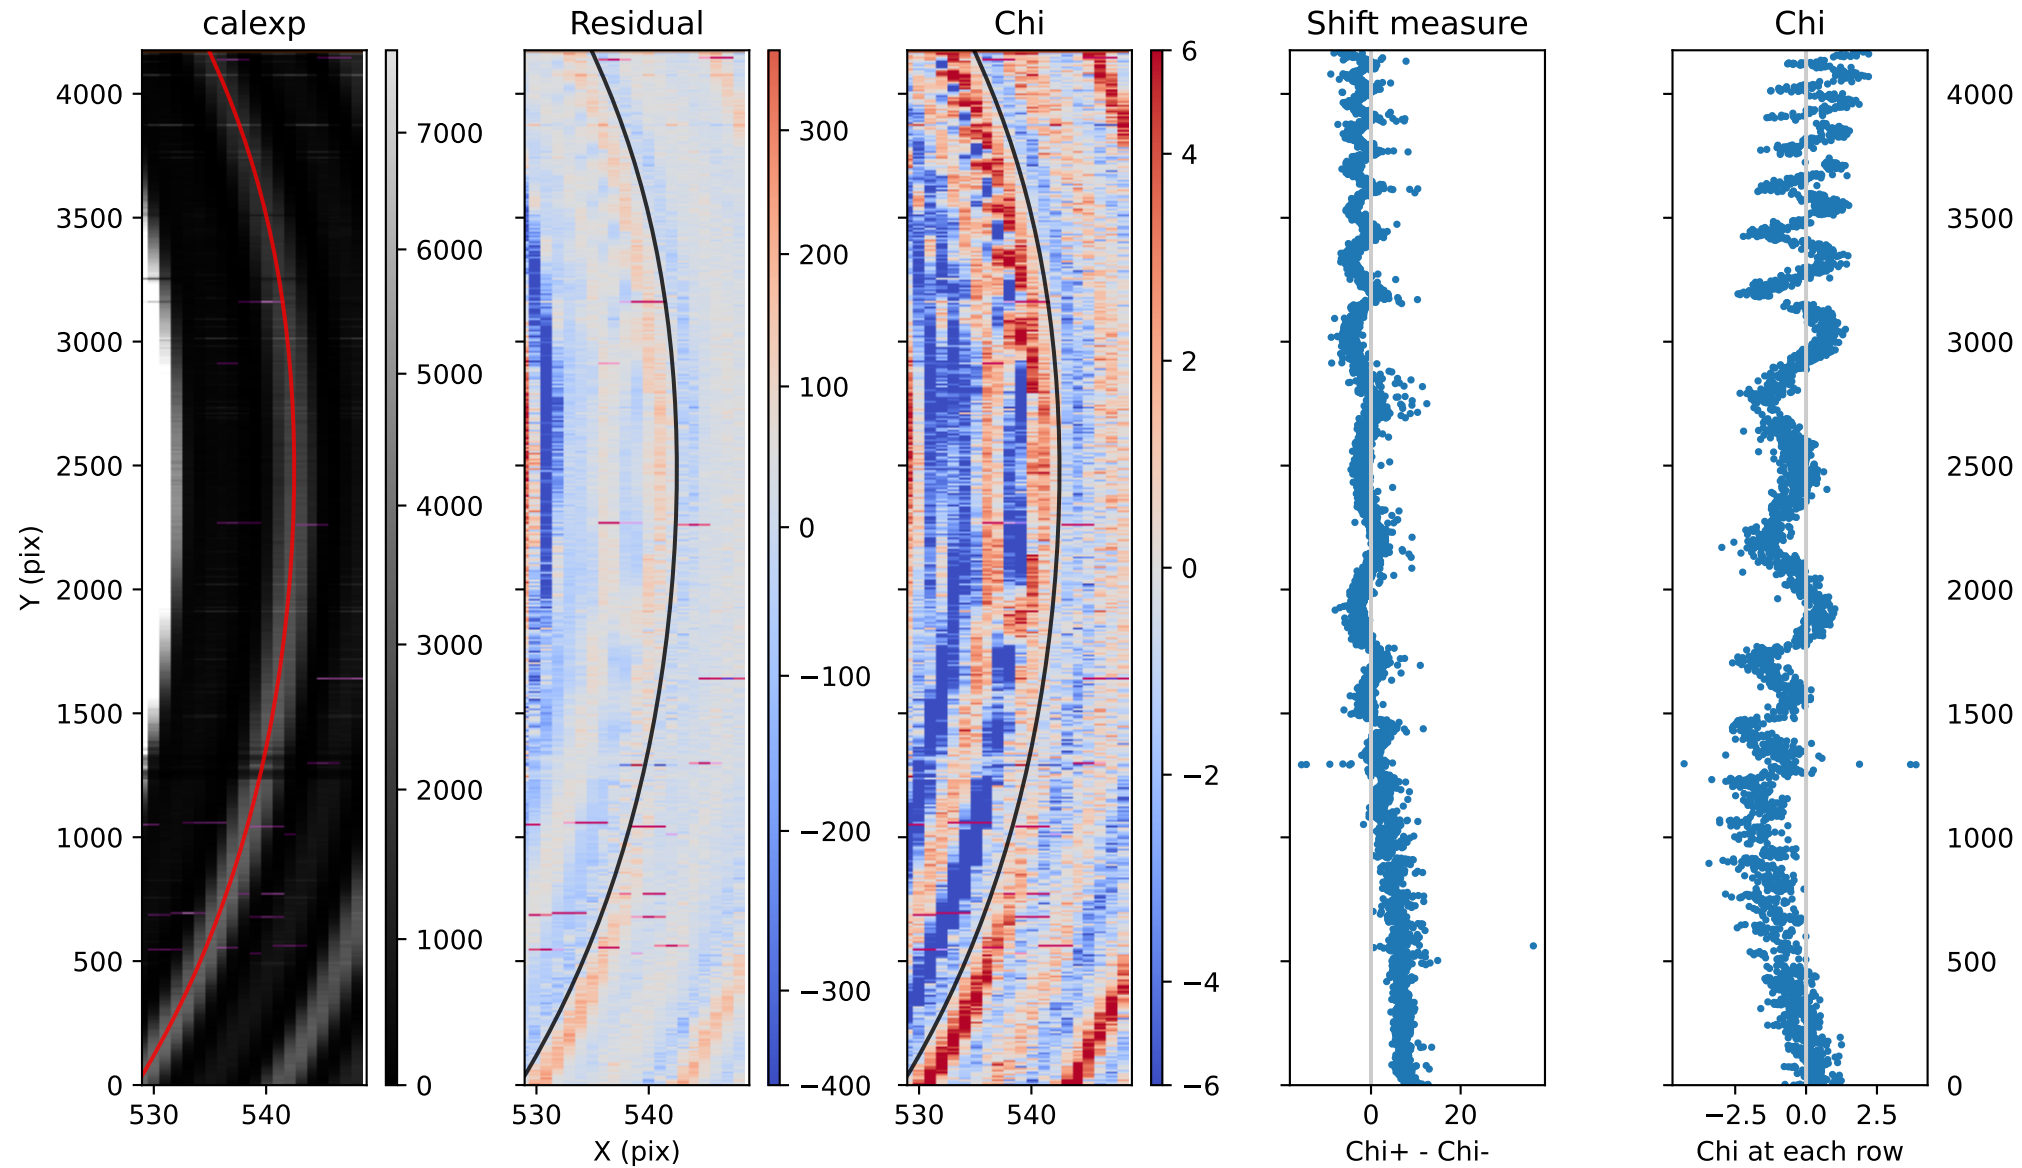 calexp Residual Chi Shift measure Chi
4000 7000 300 6 4000
3500 6000 200 4 3500
3000 5000 100 2 3000
2500 4000 0 0 2500
2000 3000 −100 −2 2000
1500 2000 −200 −4 1500
1000 1000 −300 −6 1000
500 0 −400 500
0 0
Y (pix)
530 540 530 540 530 540 0 20 −2.5 0.0 2.5
X (pix) Chi+ - Chi- Chi at each row